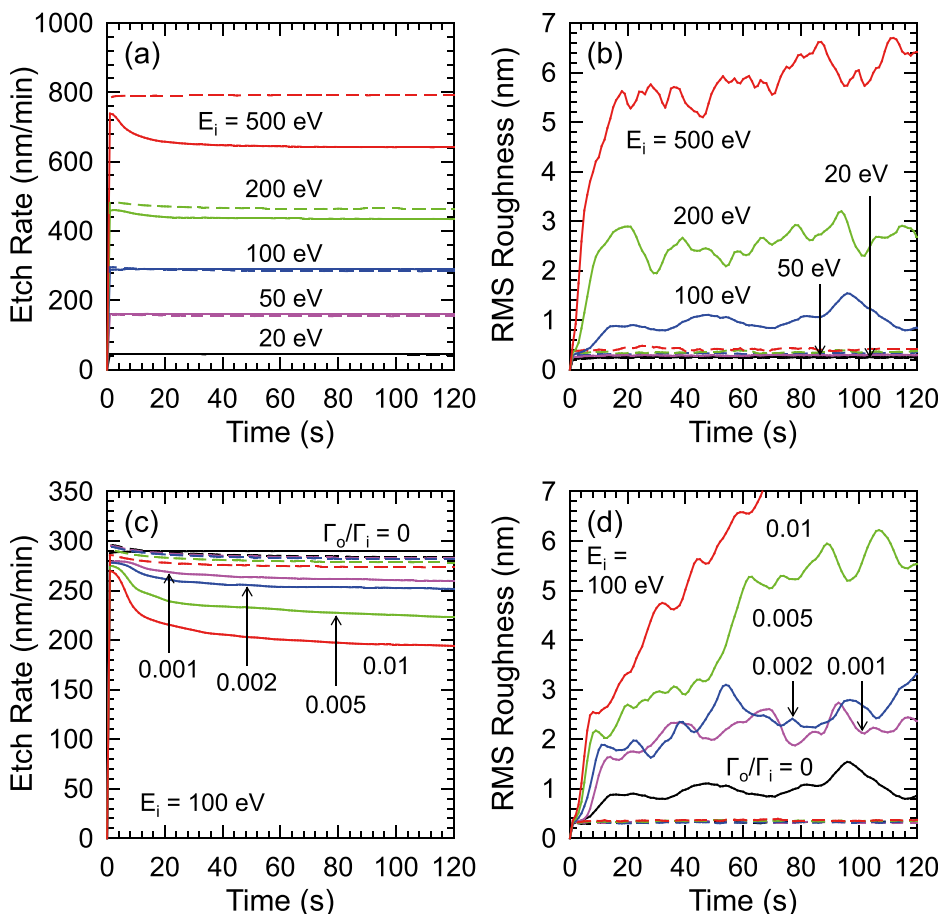 (a)
Etch Rate (nm/min)
1000
800
600
400
200
0
E_i = 500 eV
200 eV
100 eV
50 eV
20 eV
0 20 40 60 80 100 120
Time (s)
(b)
RMS Roughness (nm)
7
6
5
4
3
2
1
0
E_i = 500 eV
20 eV
200 eV
50 eV
100 eV
0 20 40 60 80 100 120
Time (s)
(c)
Etch Rate (nm/min)
350
300
250
200
150
100
50
0
Γ_o/Γ_i = 0
0.001
0.002
0.005
0.01
E_i = 100 eV
0 20 40 60 80 100 120
Time (s)
(d)
RMS Roughness (nm)
7
6
5
4
3
2
1
0
E_i =
100 eV
0.01
0.005
0.002
0.001
Γ_o/Γ_i = 0
0 20 40 60 80 100 120
Time (s)